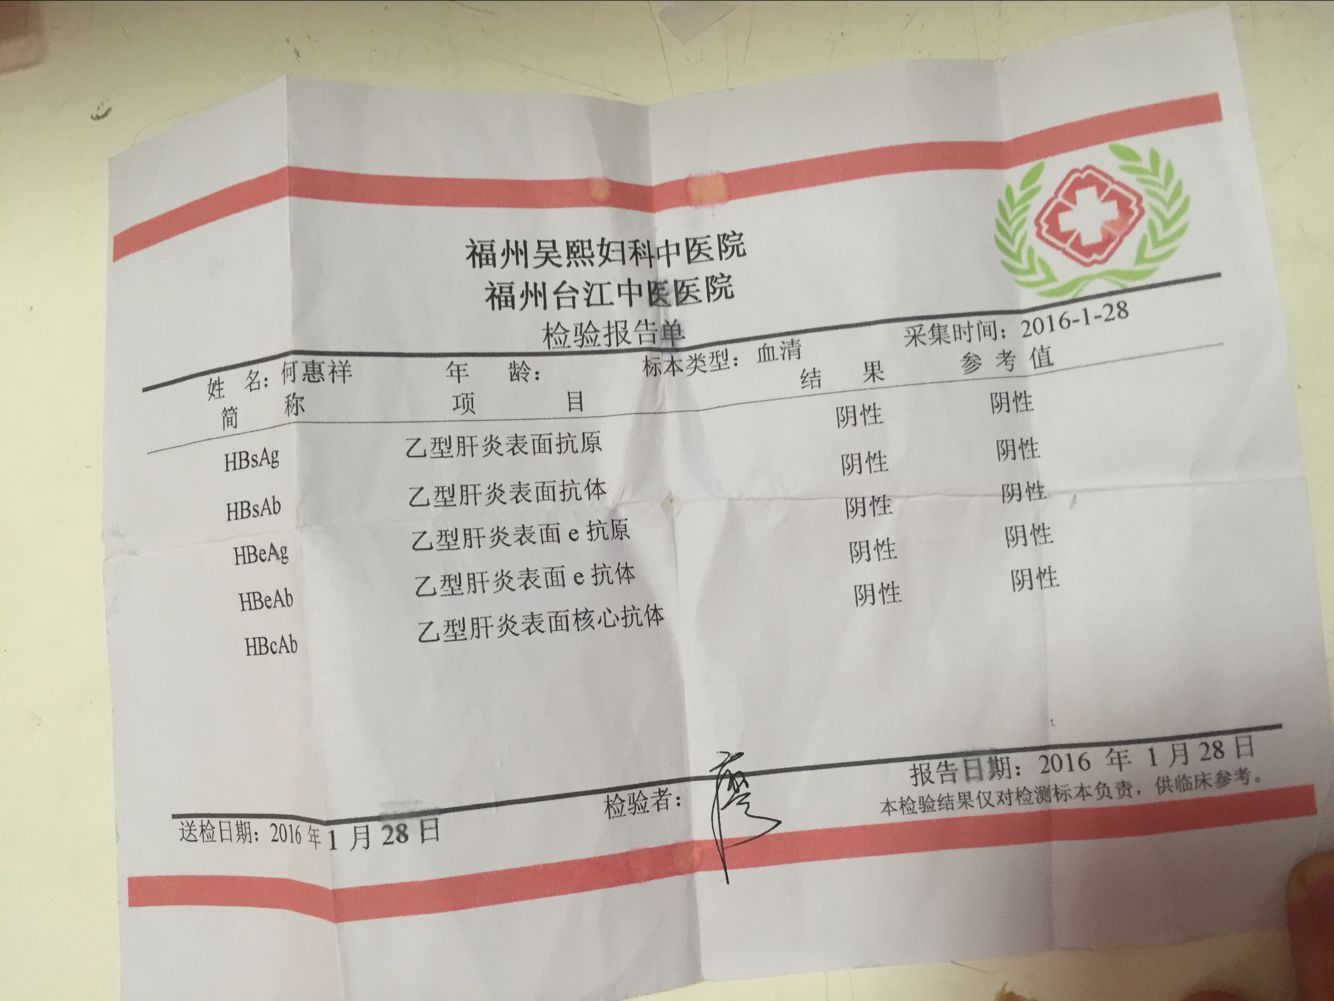 福州吴熙妇科中医院
福州台江中医医院
检验报告单
采集时间：2016-1-28
姓 名：何惠祥 年 龄： 标本类型：血清
简 称 项 目 结 果 参 考 值
HBsAg 乙型肝炎表面抗原 阴性 阴性
HBsAb 乙型肝炎表面抗体 阴性 阴性
HBeAg 乙型肝炎表面 e 抗原 阴性 阴性
HBeAb 乙型肝炎表面 e 抗体 阴性 阴性
HBcAb 乙型肝炎表面核心抗体 阴性 阴性
送检日期：2016 年 1 月 28 日 检验者： 报告日期：2016 年 1 月 28 日
本检验结果仅对检测标本负责，供临床参考。